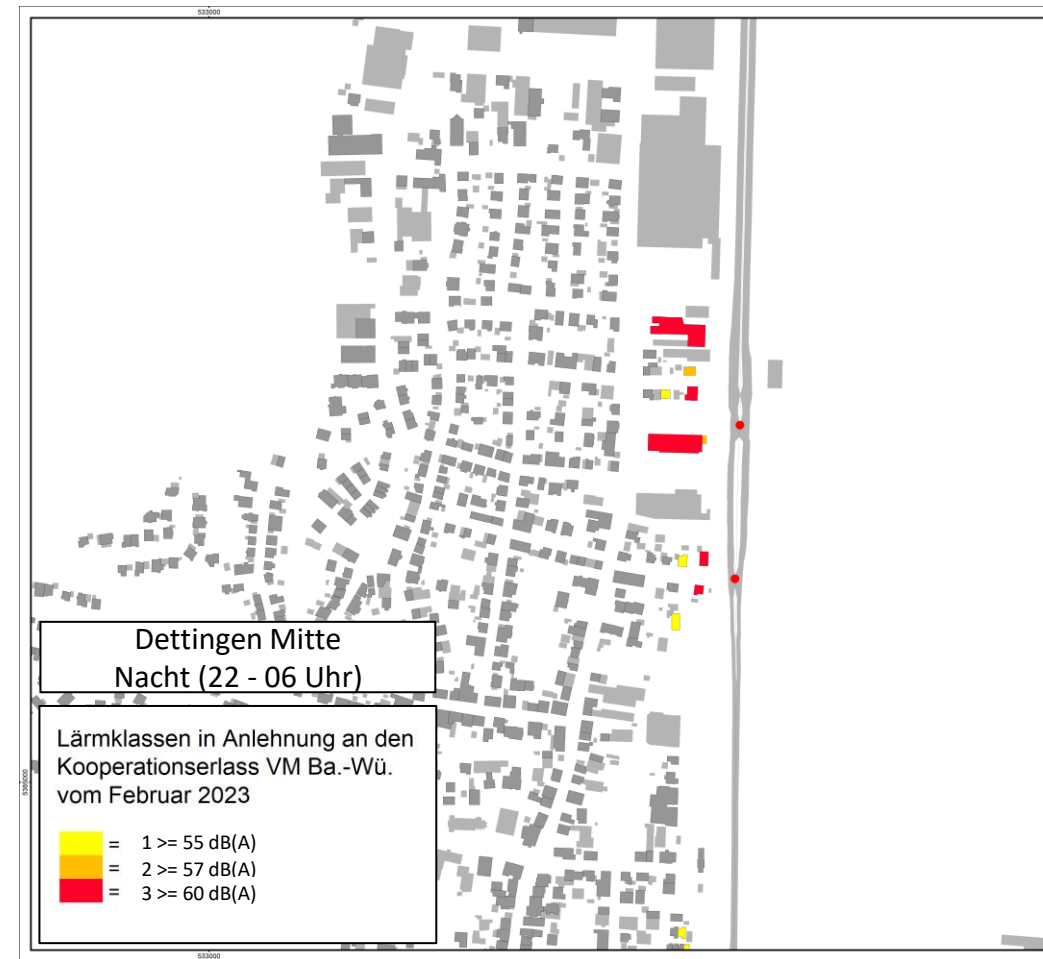 533000
Dettingen Mitte
Nacht (22 - 06 Uhr)
Lärmklassen in Anlehnung an den
Kooperationserlass VM Ba.-Wü.
vom Februar 2023
= 1 >= 55 dB(A)
= 2 >= 57 dB(A)
= 3 >= 60 dB(A)
5385000
533000